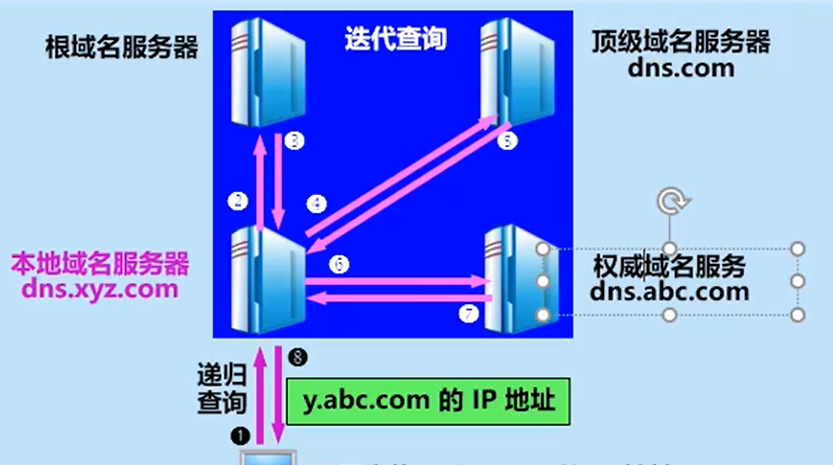 迭代查询
根域名服务器
顶级域名服务器
dns.com
❸
❺
❷
❹
本地域名服务器
dns.xyz.com
❻
权威域名服务
dns.abc.com
❼
❽
递归
查询
y.abc.com 的 IP 地址
❶